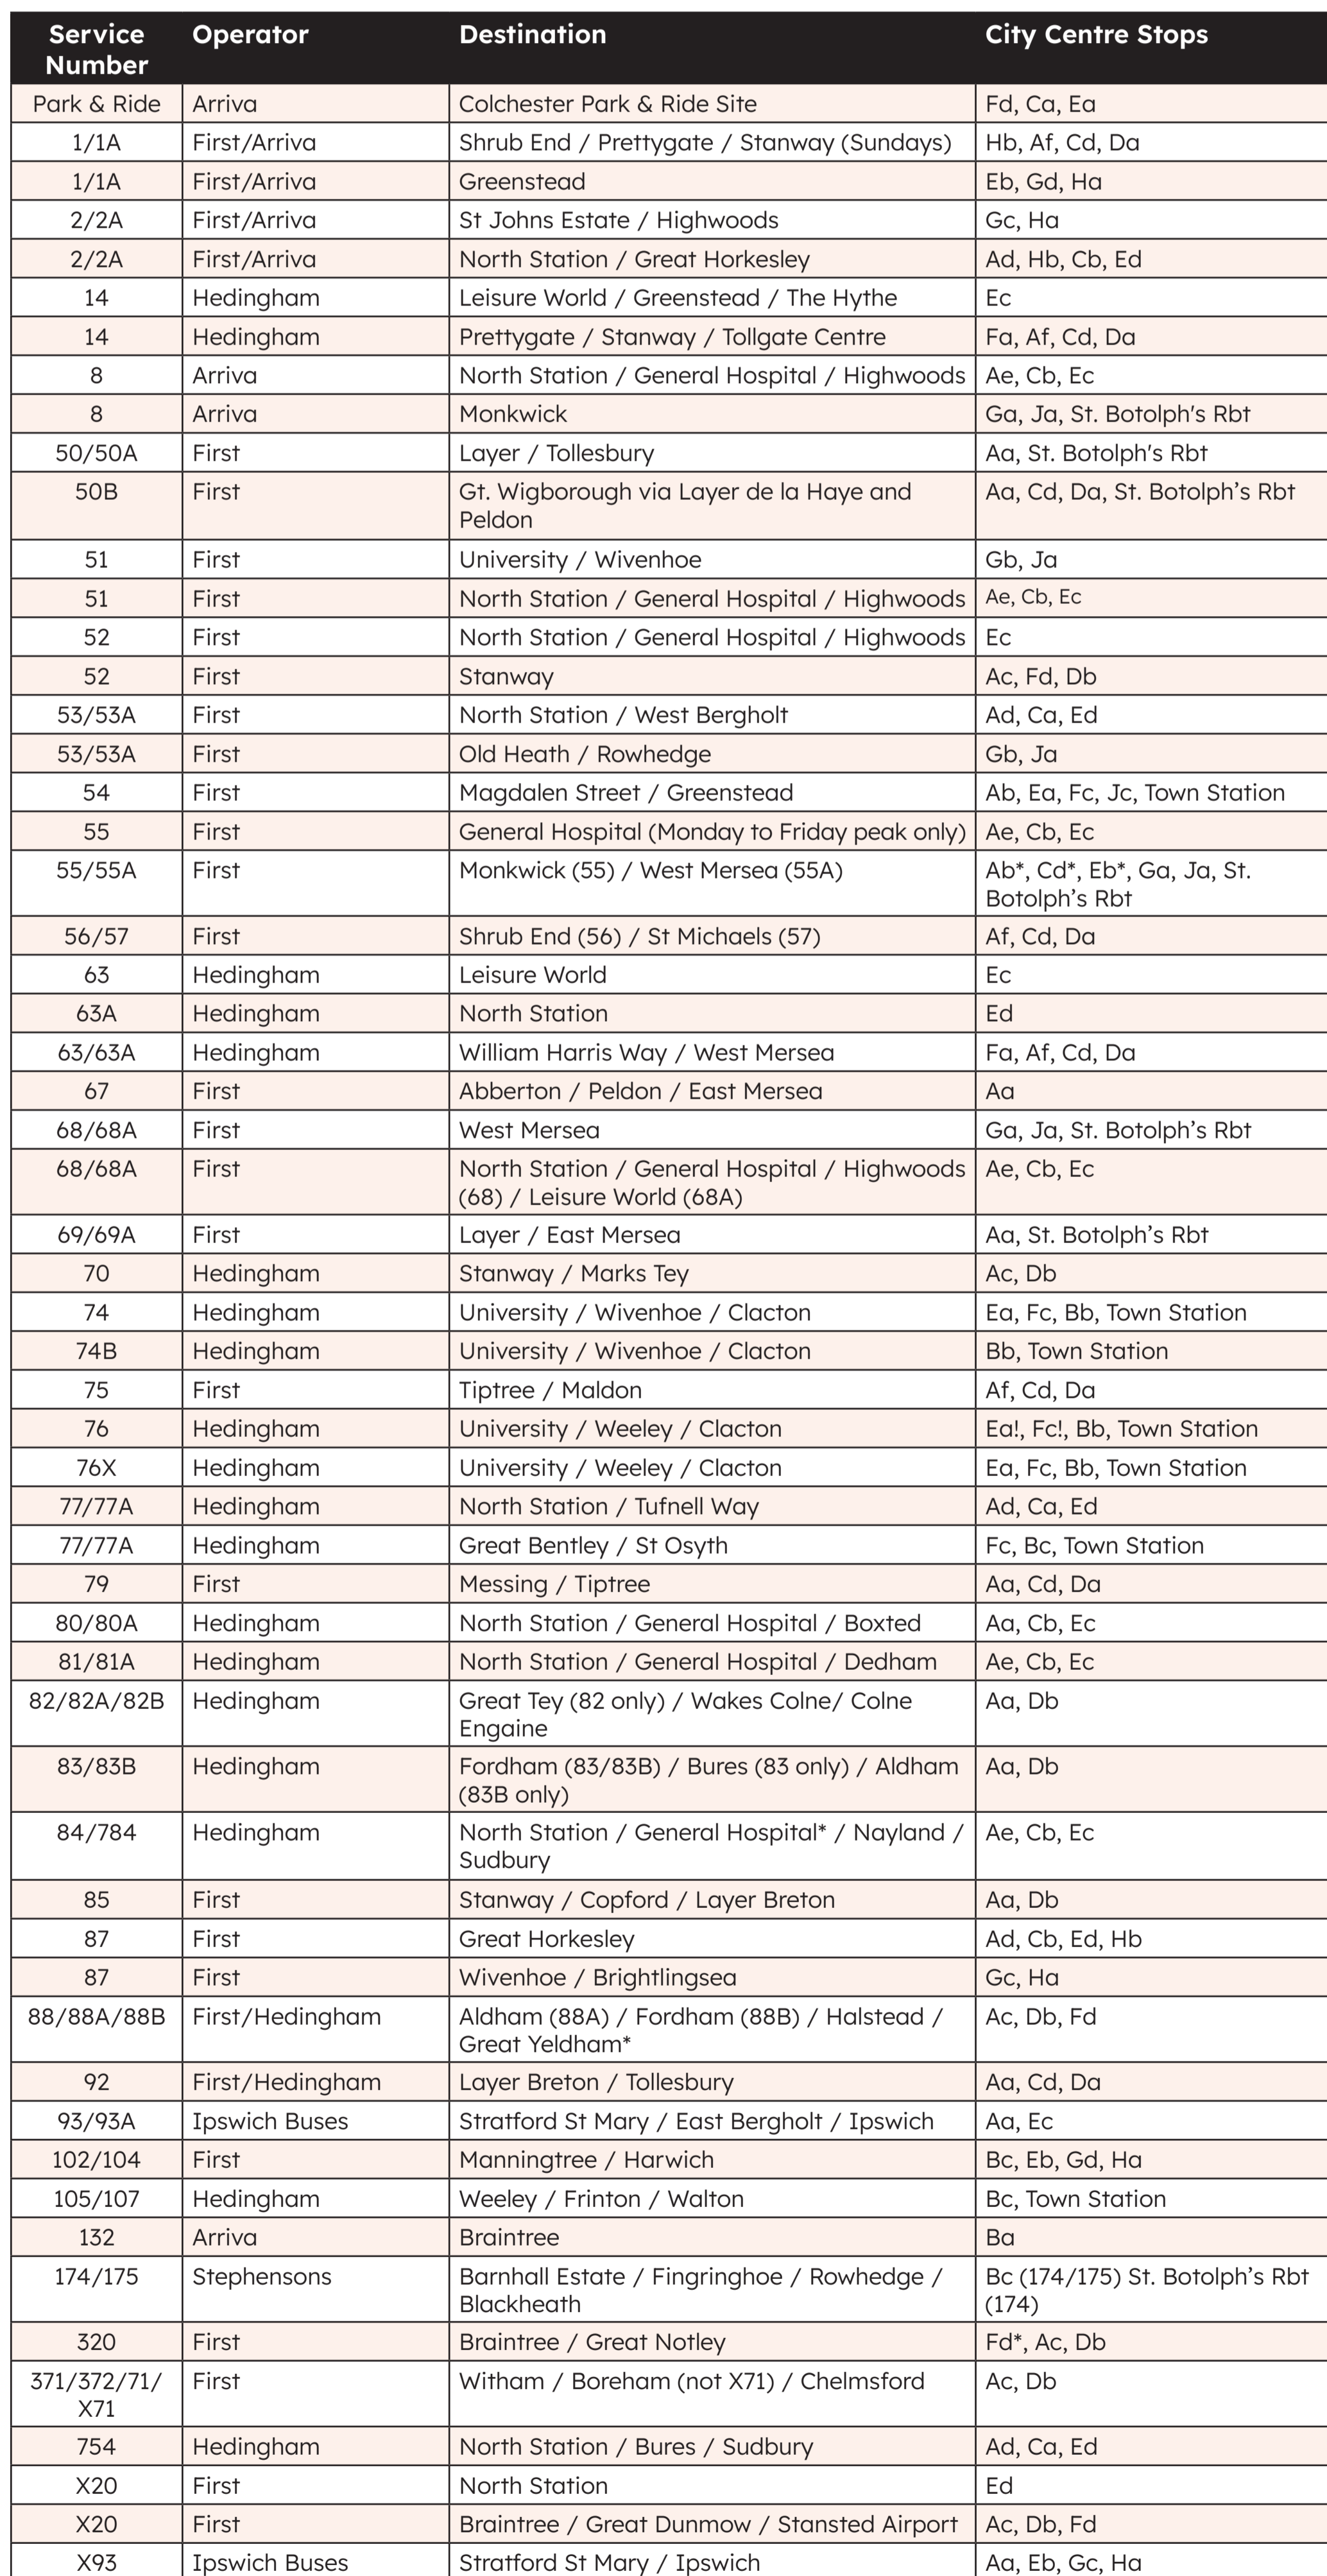 Service Number Operator Destination City Centre Stops
Park & Ride Arriva Colchester Park & Ride Site Fd, Ca, Ea
1/1A First/Arriva Shrub End / Prettygate / Stanway (Sundays) Hb, Af, Cd, Da
1/1A First/Arriva Greenstead Eb, Gd, Ha
2/2A First/Arriva St Johns Estate / Highwoods Gc, Ha
2/2A First/Arriva North Station / Great Horkesley Ad, Hb, Cb, Ed
14 Hedingham Leisure World / Greenstead / The Hythe Ec
14 Hedingham Prettygate / Stanway / Tollgate Centre Fa, Af, Cd, Da
8 Arriva North Station / General Hospital / Highwoods Ae, Cb, Ec
8 Arriva Monkwick Ga, Ja, St. Botolph's Rbt
50/50A First Layer / Tollesbury Aa, St. Botolph's Rbt
50B First Gt. Wigborough via Layer de la Haye and Aa, Cd, Da, St. Botolph’s Rbt
Peldon
51 First University / Wivenhoe Gb, Ja
51 First North Station / General Hospital / Highwoods Ae, Cb, Ec
52 First North Station / General Hospital / Highwoods Ec
52 First Stanway Ac, Fd, Db
53/53A First North Station / West Bergholt Ad, Ca, Ed
53/53A First Old Heath / Rowhedge Gb, Ja
54 First Magdalen Street / Greenstead Ab, Ea, Fc, Jc, Town Station
55 First General Hospital (Monday to Friday peak only) Ae, Cb, Ec
55/55A First Monkwick (55) / West Mersea (55A) Ab*, Cd*, Eb*, Ga, Ja, St.
Botolph’s Rbt
56/57 First Shrub End (56) / St Michaels (57) Af, Cd, Da
63 Hedingham Leisure World Ec
63A Hedingham North Station Ed
63/63A Hedingham William Harris Way / West Mersea Fa, Af, Cd, Da
67 First Abberton / Peldon / East Mersea Aa
68/68A First West Mersea Ga, Ja, St. Botolph’s Rbt
68/68A First North Station / General Hospital / Highwoods Ae, Cb, Ec
(68) / Leisure World (68A)
69/69A First Layer / East Mersea Aa, St. Botolph’s Rbt
70 Hedingham Stanway / Marks Tey Ac, Db
74 Hedingham University / Wivenhoe / Clacton Ea, Fc, Bb, Town Station
74B Hedingham University / Wivenhoe / Clacton Bb, Town Station
75 First Tiptree / Maldon Af, Cd, Da
76 Hedingham University / Weeley / Clacton Ea!, Fc!, Bb, Town Station
76X Hedingham University / Weeley / Clacton Ea, Fc, Bb, Town Station
77/77A Hedingham North Station / Tufnell Way Ad, Ca, Ed
77/77A Hedingham Great Bentley / St Osyth Fc, Bc, Town Station
79 First Messing / Tiptree Aa, Cd, Da
80/80A Hedingham North Station / General Hospital / Boxted Aa, Cb, Ec
81/81A Hedingham North Station / General Hospital / Dedham Ae, Cb, Ec
82/82A/82B Hedingham Great Tey (82 only) / Wakes Colne/ Colne Aa, Db
Engaine
83/83B Hedingham Fordham (83/83B) / Bures (83 only) / Aldham Aa, Db
(83B only)
84/784 Hedingham North Station / General Hospital* / Nayland / Ae, Cb, Ec
Sudbury
85 First Stanway / Copford / Layer Breton Aa, Db
87 First Great Horkesley Ad, Cb, Ed, Hb
87 First Wivenhoe / Brightlingsea Gc, Ha
88/88A/88B First/Hedingham Aldham (88A) / Fordham (88B) / Halstead / Ac, Db, Fd
Great Yeldham*
92 First/Hedingham Layer Breton / Tollesbury Aa, Cd, Da
93/93A Ipswich Buses Stratford St Mary / East Bergholt / Ipswich Aa, Ec
102/104 First Manningtree / Harwich Bc, Eb, Gd, Ha
105/107 Hedingham Weeley / Frinton / Walton Bc, Town Station
132 Arriva Braintree Ba
174/175 Stephensons Barnhall Estate / Fingringhoe / Rowhedge / Bc (174/175) St. Botolph’s Rbt
Blackheath (174)
320 First Braintree / Great Notley Fd*, Ac, Db
371/372/71/ First Witham / Boreham (not X71) / Chelmsford Ac, Db
X71
754 Hedingham North Station / Bures / Sudbury Ad, Ca, Ed
X20 First North Station Ed
X20 First Braintree / Great Dunmow / Stansted Airport Ac, Db, Fd
X93 Ipswich Buses Stratford St Mary / Ipswich Aa, Eb, Gc, Ha